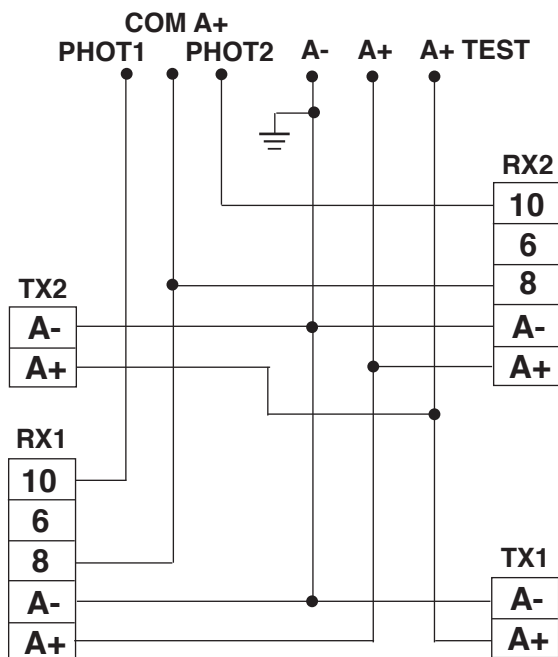 COM A+
PHOT1 PHOT2 A- A+ A+ TEST
RX2
10
6
8
A-
A+
TX2
A-
A+
RX1
10
6
8
A-
A+
TX1
A-
A+